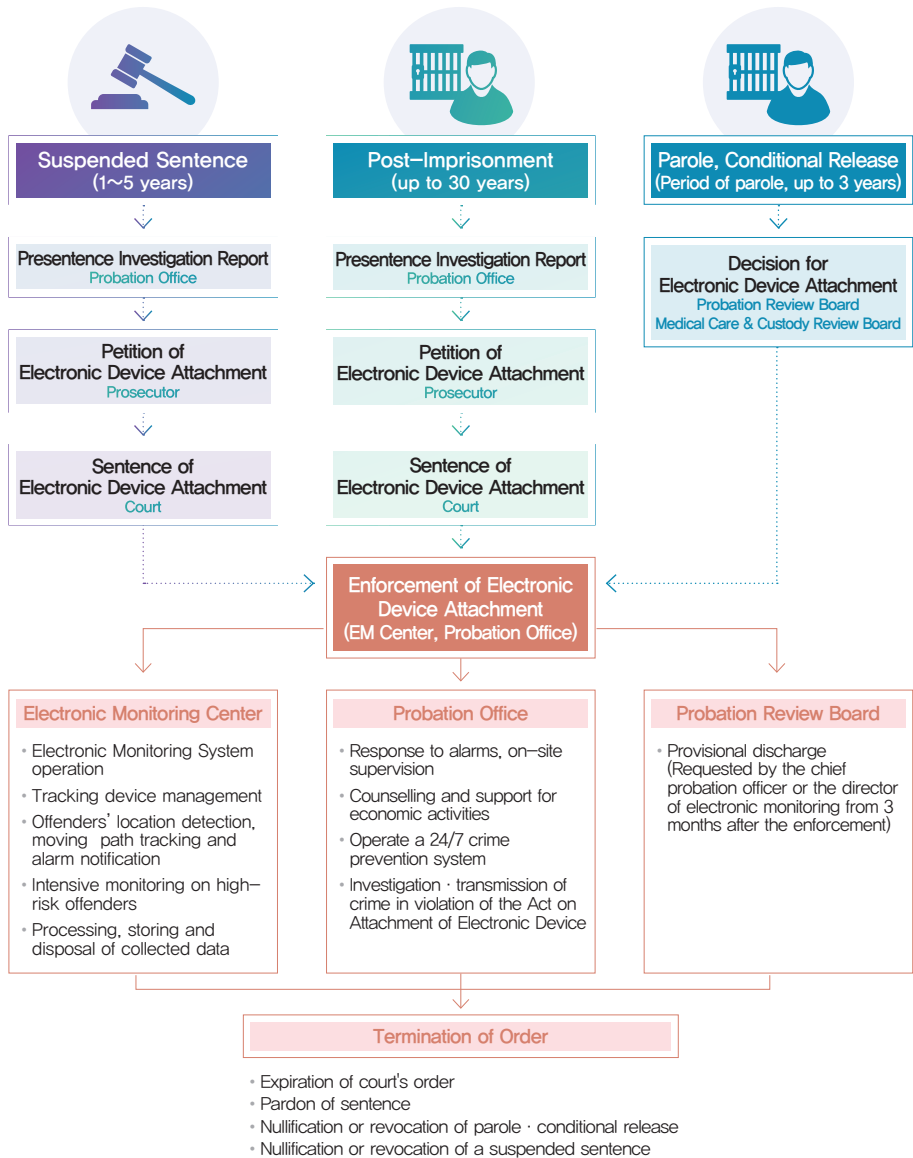 Suspended Sentence
(1~5 years)
Presentence Investigation Report
Probation Office
Petition of
Electronic Device Attachment
Prosecutor
Sentence of
Electronic Device Attachment
Court
Post-Imprisonment
(up to 30 years)
Presentence Investigation Report
Probation Office
Petition of
Electronic Device Attachment
Prosecutor
Sentence of
Electronic Device Attachment
Court
Parole, Conditional Release
(Period of parole, up to 3 years)
Decision for
Electronic Device Attachment
Probation Review Board
Medical Care & Custody Review Board
Enforcement of Electronic
Device Attachment
(EM Center, Probation Office)
Electronic Monitoring Center
• Electronic Monitoring System
operation
• Tracking device management
• Offenders' location detection,
moving path tracking and
alarm notification
• Intensive monitoring on high-
risk offenders
• Processing, storing and
disposal of collected data
Probation Office
• Response to alarms, on-site
supervision
• Counselling and support for
economic activities
• Operate a 24/7 crime
prevention system
• Investigation · transmission of
crime in violation of the Act on
Attachment of Electronic Device
Probation Review Board
• Provisional discharge
(Requested by the chief
probation officer or the director
of electronic monitoring from 3
months after the enforcement)
Termination of Order
• Expiration of court's order
• Pardon of sentence
• Nullification or revocation of parole · conditional release
• Nullification or revocation of a suspended sentence